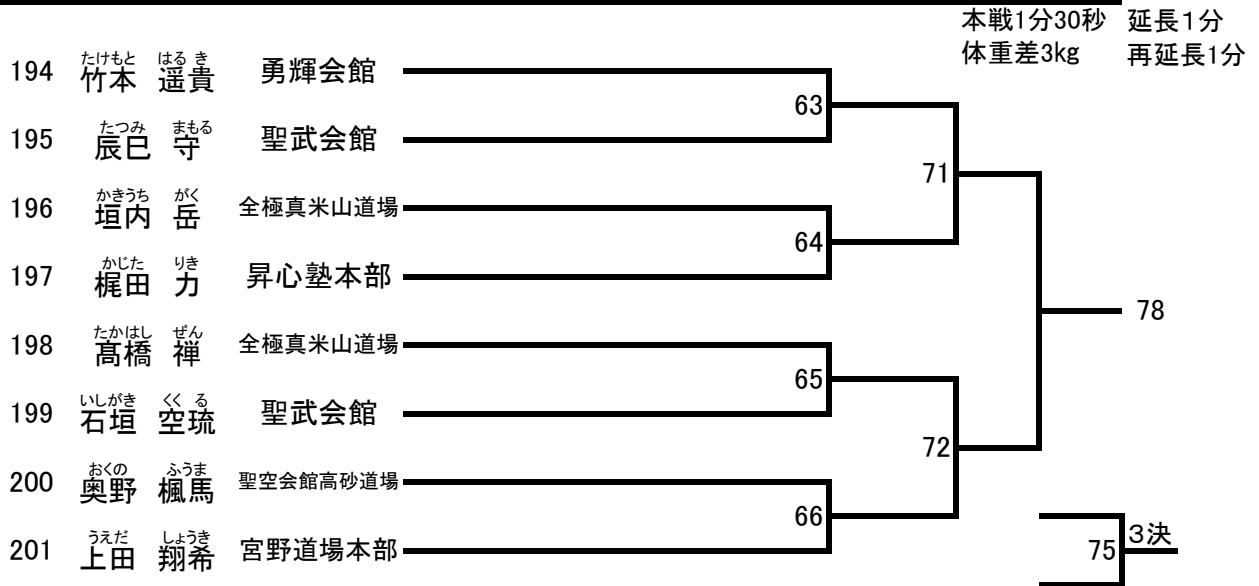 本戦1分30秒 延長1分
体重差3kg 再延長1分
たけもと はるき
194 竹本 遥貴 勇輝会館
63
たつみ まもる
195 辰巳 守 聖武会館
71
かきうち がく
196 垣内 岳 全極真米山道場
64
かじた りき
197 梶田 力 昇心塾本部
78
たかはし ぜん
198 髙橋 禅 全極真米山道場
65
いしがき くくる
199 石垣 空琉 聖武会館
72
おくの ふうま
200 奥野 楓馬 聖空会館高砂道場
66
うえだ しょうき
201 上田 翔希 宮野道場本部
75 3決